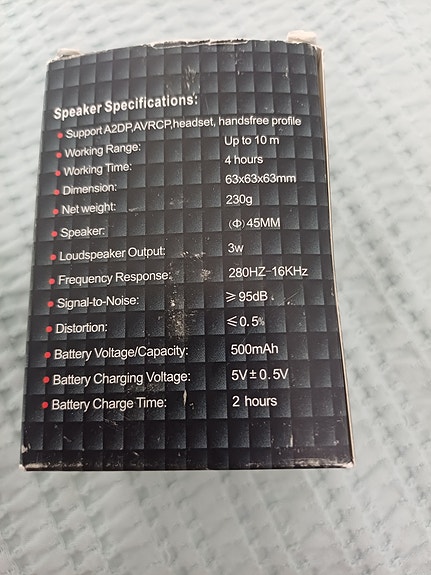 Speaker Specifications:
Support A2DP,AVRCP,headset, handsfree profile
Working Range: Up to 10 m
Working Time: 4 hours
Dimension: 63x63x63mm
Net weight: 230g
Speaker: (Φ) 45MM
Loudspeaker Output: 3w
Frequency Response: 280HZ-16KHz
Signal-to-Noise: ≥95dB
Distortion: ≤0.5%
Battery Voltage/Capacity: 500mAh
Battery Charging Voltage: 5V±0.5V
Battery Charge Time: 2 hours